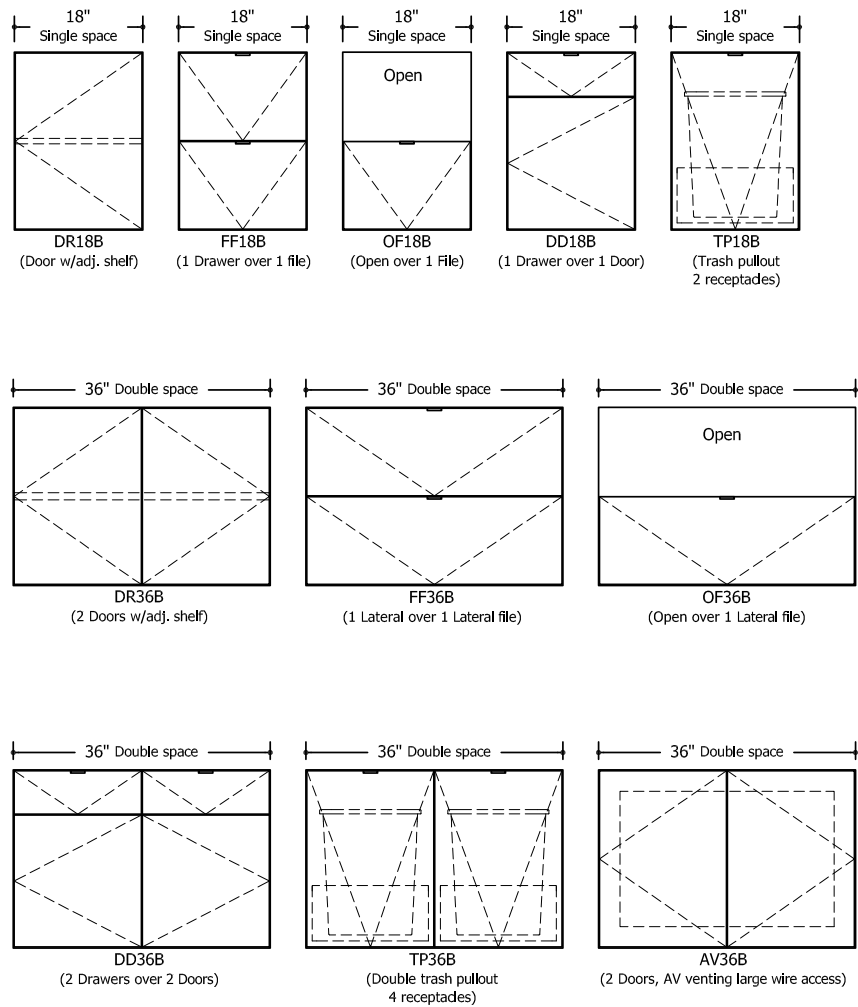 18"
Single space
18"
Single space
18"
Single space
18"
Single space
18"
Single space
Open
DR18B
(Door w/adj. shelf)
FF18B
(1 Drawer over 1 file)
OF18B
(Open over 1 File)
DD18B
(1 Drawer over 1 Door)
TP18B
(Trash pullout
2 receptacles)
36" Double space
36" Double space
36" Double space
Open
DR36B
(2 Doors w/adj. shelf)
FF36B
(1 Lateral over 1 Lateral file)
OF36B
(Open over 1 Lateral file)
36" Double space
36" Double space
36" Double space
DD36B
(2 Drawers over 2 Doors)
TP36B
(Double trash pullout
4 receptacles)
AV36B
(2 Doors, AV venting large wire access)